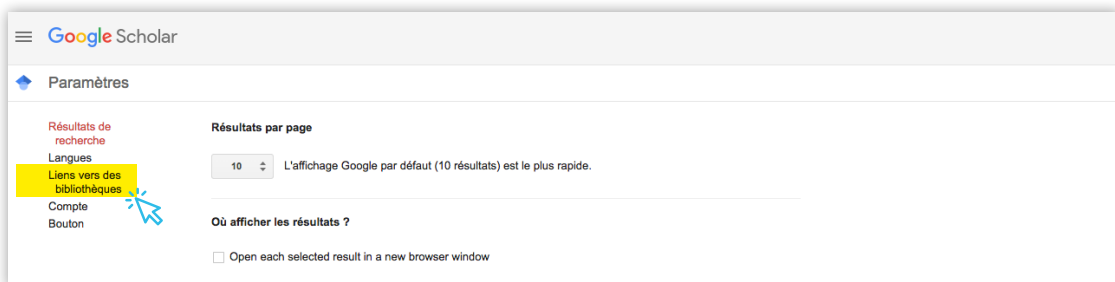 Google Scholar
Paramètres
Résultats de
recherche
Langues
Liens vers des
bibliothèques
Compte
Bouton
Résultats par page
10 L'affichage Google par défaut (10 résultats) est le plus rapide.
Où afficher les résultats ?
Open each selected result in a new browser window